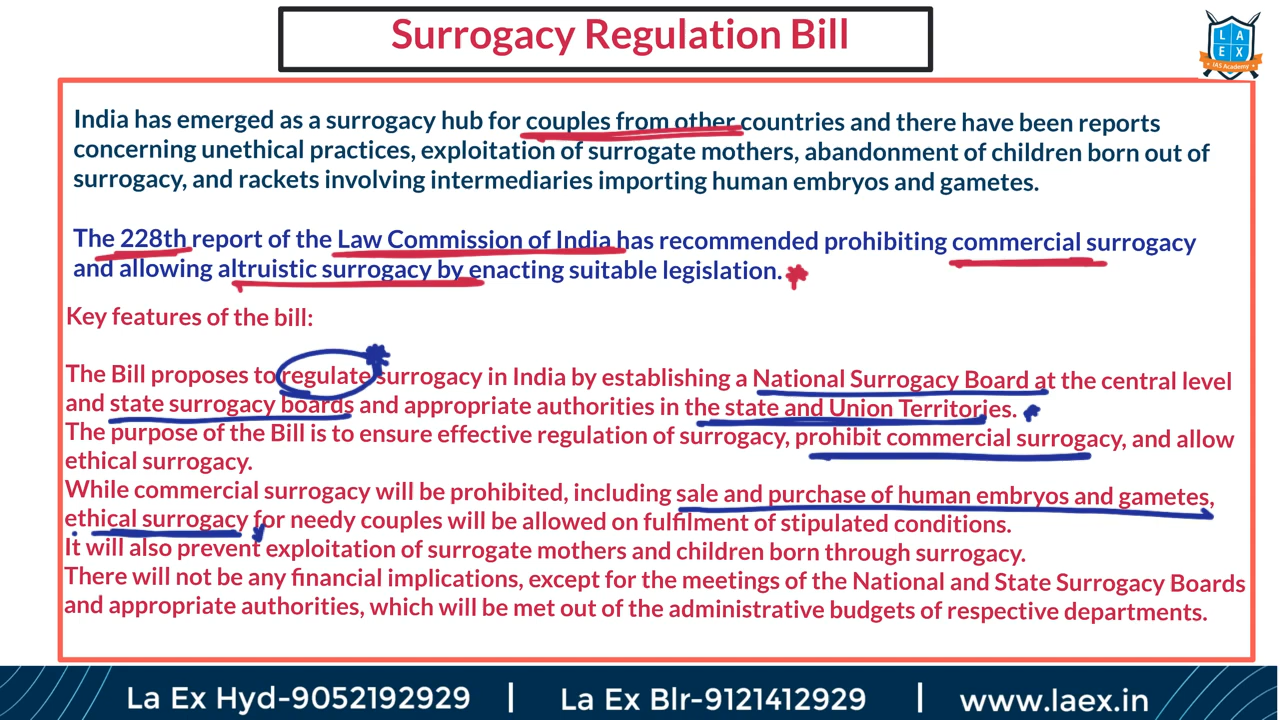 Surrogacy Regulation Bill
L A
E X
IAS Academy
India has emerged as a surrogacy hub for couples from other countries and there have been reports
concerning unethical practices, exploitation of surrogate mothers, abandonment of children born out of
surrogacy, and rackets involving intermediaries importing human embryos and gametes.
The 228th report of the Law Commission of India has recommended prohibiting commercial surrogacy
and allowing altruistic surrogacy by enacting suitable legislation.
Key features of the bill:
The Bill proposes to regulate surrogacy in India by establishing a National Surrogacy Board at the central level
and state surrogacy boards and appropriate authorities in the state and Union Territories.
The purpose of the Bill is to ensure effective regulation of surrogacy, prohibit commercial surrogacy, and allow
ethical surrogacy.
While commercial surrogacy will be prohibited, including sale and purchase of human embryos and gametes,
ethical surrogacy for needy couples will be allowed on fulfilment of stipulated conditions.
It will also prevent exploitation of surrogate mothers and children born through surrogacy.
There will not be any financial implications, except for the meetings of the National and State Surrogacy Boards
and appropriate authorities, which will be met out of the administrative budgets of respective departments.
La Ex Hyd-9052192929 | La Ex Blr-9121412929 | www.laex.in